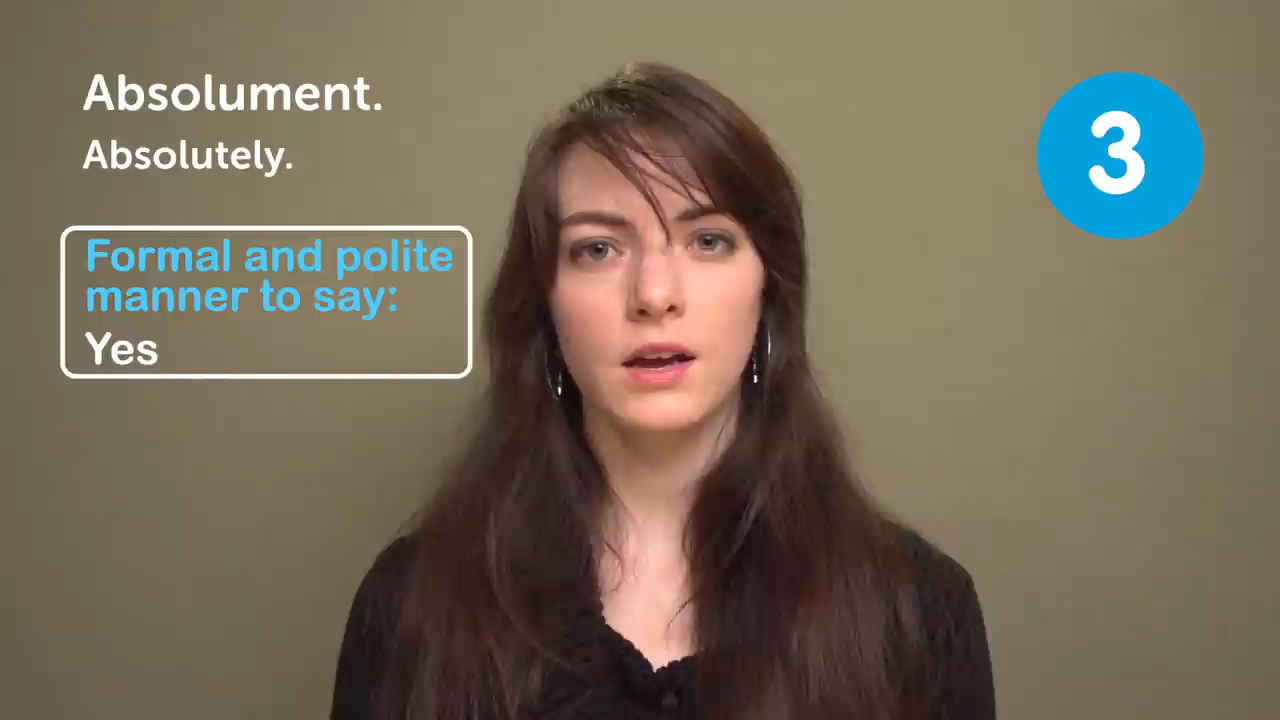 Absolument.
Absolutely.
Formal and polite
manner to say:
Yes
3